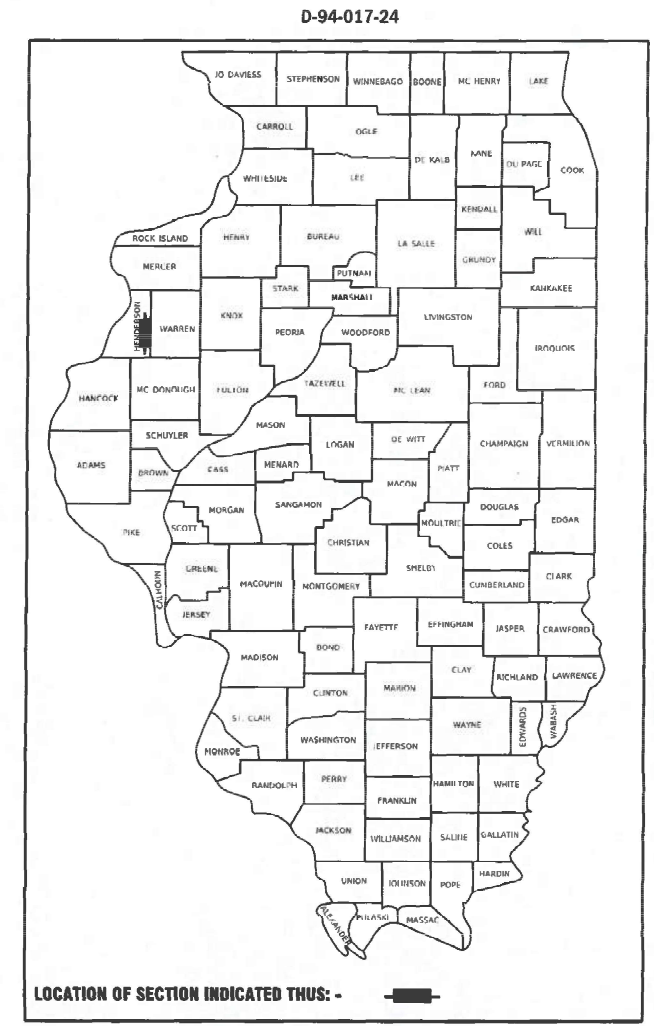 D-94-017-24
JO DAVIESS
STEPHENSON
WINNEBAGO
BOONE
MC HENRY
LAKE
CARROLL
OGLE
DE KALB
KANE
DU PAGE
COOK
WHITESIDE
LEE
KENDALL
ROCK ISLAND
HENRY
BUREAU
LA SALLE
GRUNDY
WILL
MERCER
PUTNAM
STARK
MARSHALL
KANKAKEE
HENDERSON
WARREN
KNOX
PEORIA
WOODFORD
LIVINGSTON
IROQUOIS
HANCOCK
MC DONOUGH
FULTON
TAZEWELL
MC LEAN
FORD
SCHUYLER
MASON
LOGAN
DE WITT
CHAMPAIGN
VERMILION
ADAMS
BROWN
CASS
MENARD
PIATT
MACON
PIKE
SCOTT
MORGAN
SANGAMON
MOULTRIE
DOUGLAS
EDGAR
CHRISTIAN
COLES
CALHOUN
GREENE
MACOUPIN
MONTGOMERY
SHELBY
CUMBERLAND
CLARK
JERSEY
FAYETTE
EFFINGHAM
JASPER
CRAWFORD
MADISON
BOND
CLAY
RICHLAND
LAWRENCE
CLINTON
MARION
ST. CLAIR
WAYNE
EDWARDS
WABASH
MONROE
WASHINGTON
JEFFERSON
RANDOLPH
PERRY
HAMILTON
WHITE
FRANKLIN
JACKSON
WILLIAMSON
SALINE
GALLATIN
UNION
JOHNSON
POPE
HARDIN
ALEXANDER
PULASKI
MASSAC
LOCATION OF SECTION INDICATED THUS: -